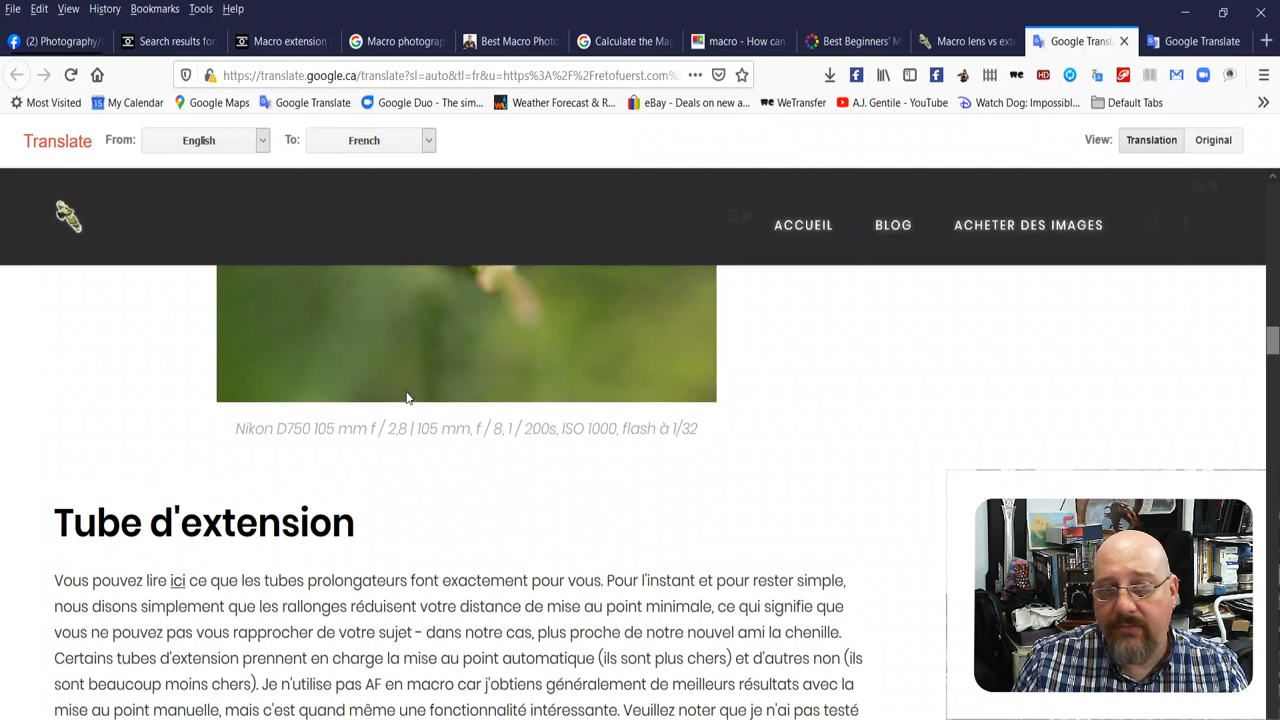 File Edit View History Bookmarks Tools Help
(2) Photography/ Search results for: Macro extension Macro photograp Best Macro Photo Calculate the Mag macro - How can Best Beginners' M Macro lens vs exte Google Transl Google Translate
https://translate.google.ca/translate?sl=auto&tl=fr&u=https%3A%2F%2Fretofuerst.com%
Most Visited My Calendar Google Maps Google Translate Google Duo - The sim... Weather Forecast & R... eBay - Deals on new a... WeTransfer A.J. Gentile - YouTube Watch Dog: Impossibl... Default Tabs
Translate From: English To: French View: Translation Original
ACCUEIL BLOG ACHETER DES IMAGES
Nikon D750 105 mm f / 2,8 | 105 mm, f / 8, 1 / 200s, ISO 1000, flash à 1/32
Tube d'extension
Vous pouvez lire ici ce que les tubes prolongateurs font exactement pour vous. Pour l'instant et pour rester simple,
nous disons simplement que les rallonges réduisent votre distance de mise au point minimale, ce qui signifie que
vous ne pouvez pas vous rapprocher de votre sujet - dans notre cas, plus proche de notre nouvel ami la chenille.
Certains tubes d'extension prennent en charge la mise au point automatique (ils sont plus chers) et d'autres non (ils
sont beaucoup moins chers). Je n'utilise pas AF en macro car j'obtiens généralement de meilleurs résultats avec la
mise au point manuelle, mais c'est quand même une fonctionnalité intéressante. Veuillez noter que je n'ai pas testé